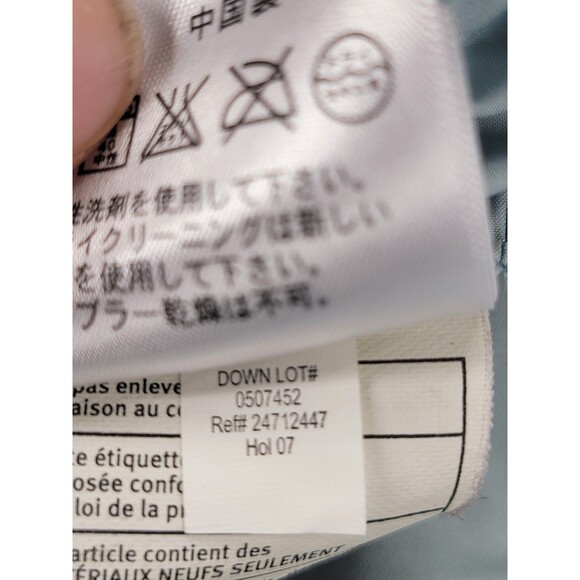 中国製
中性
性洗剤を使用して下さい。
イクリーニングは新しい
を使用して下さい。
ブラー乾燥は不可。
pas enleve
aison au co
DOWN LOT#
0507452
Ref# 24712447
Hol 07
e étiquett
osée confo
loi de la p
article contient des
TÉRIAUX NEUFS SEULEMENT